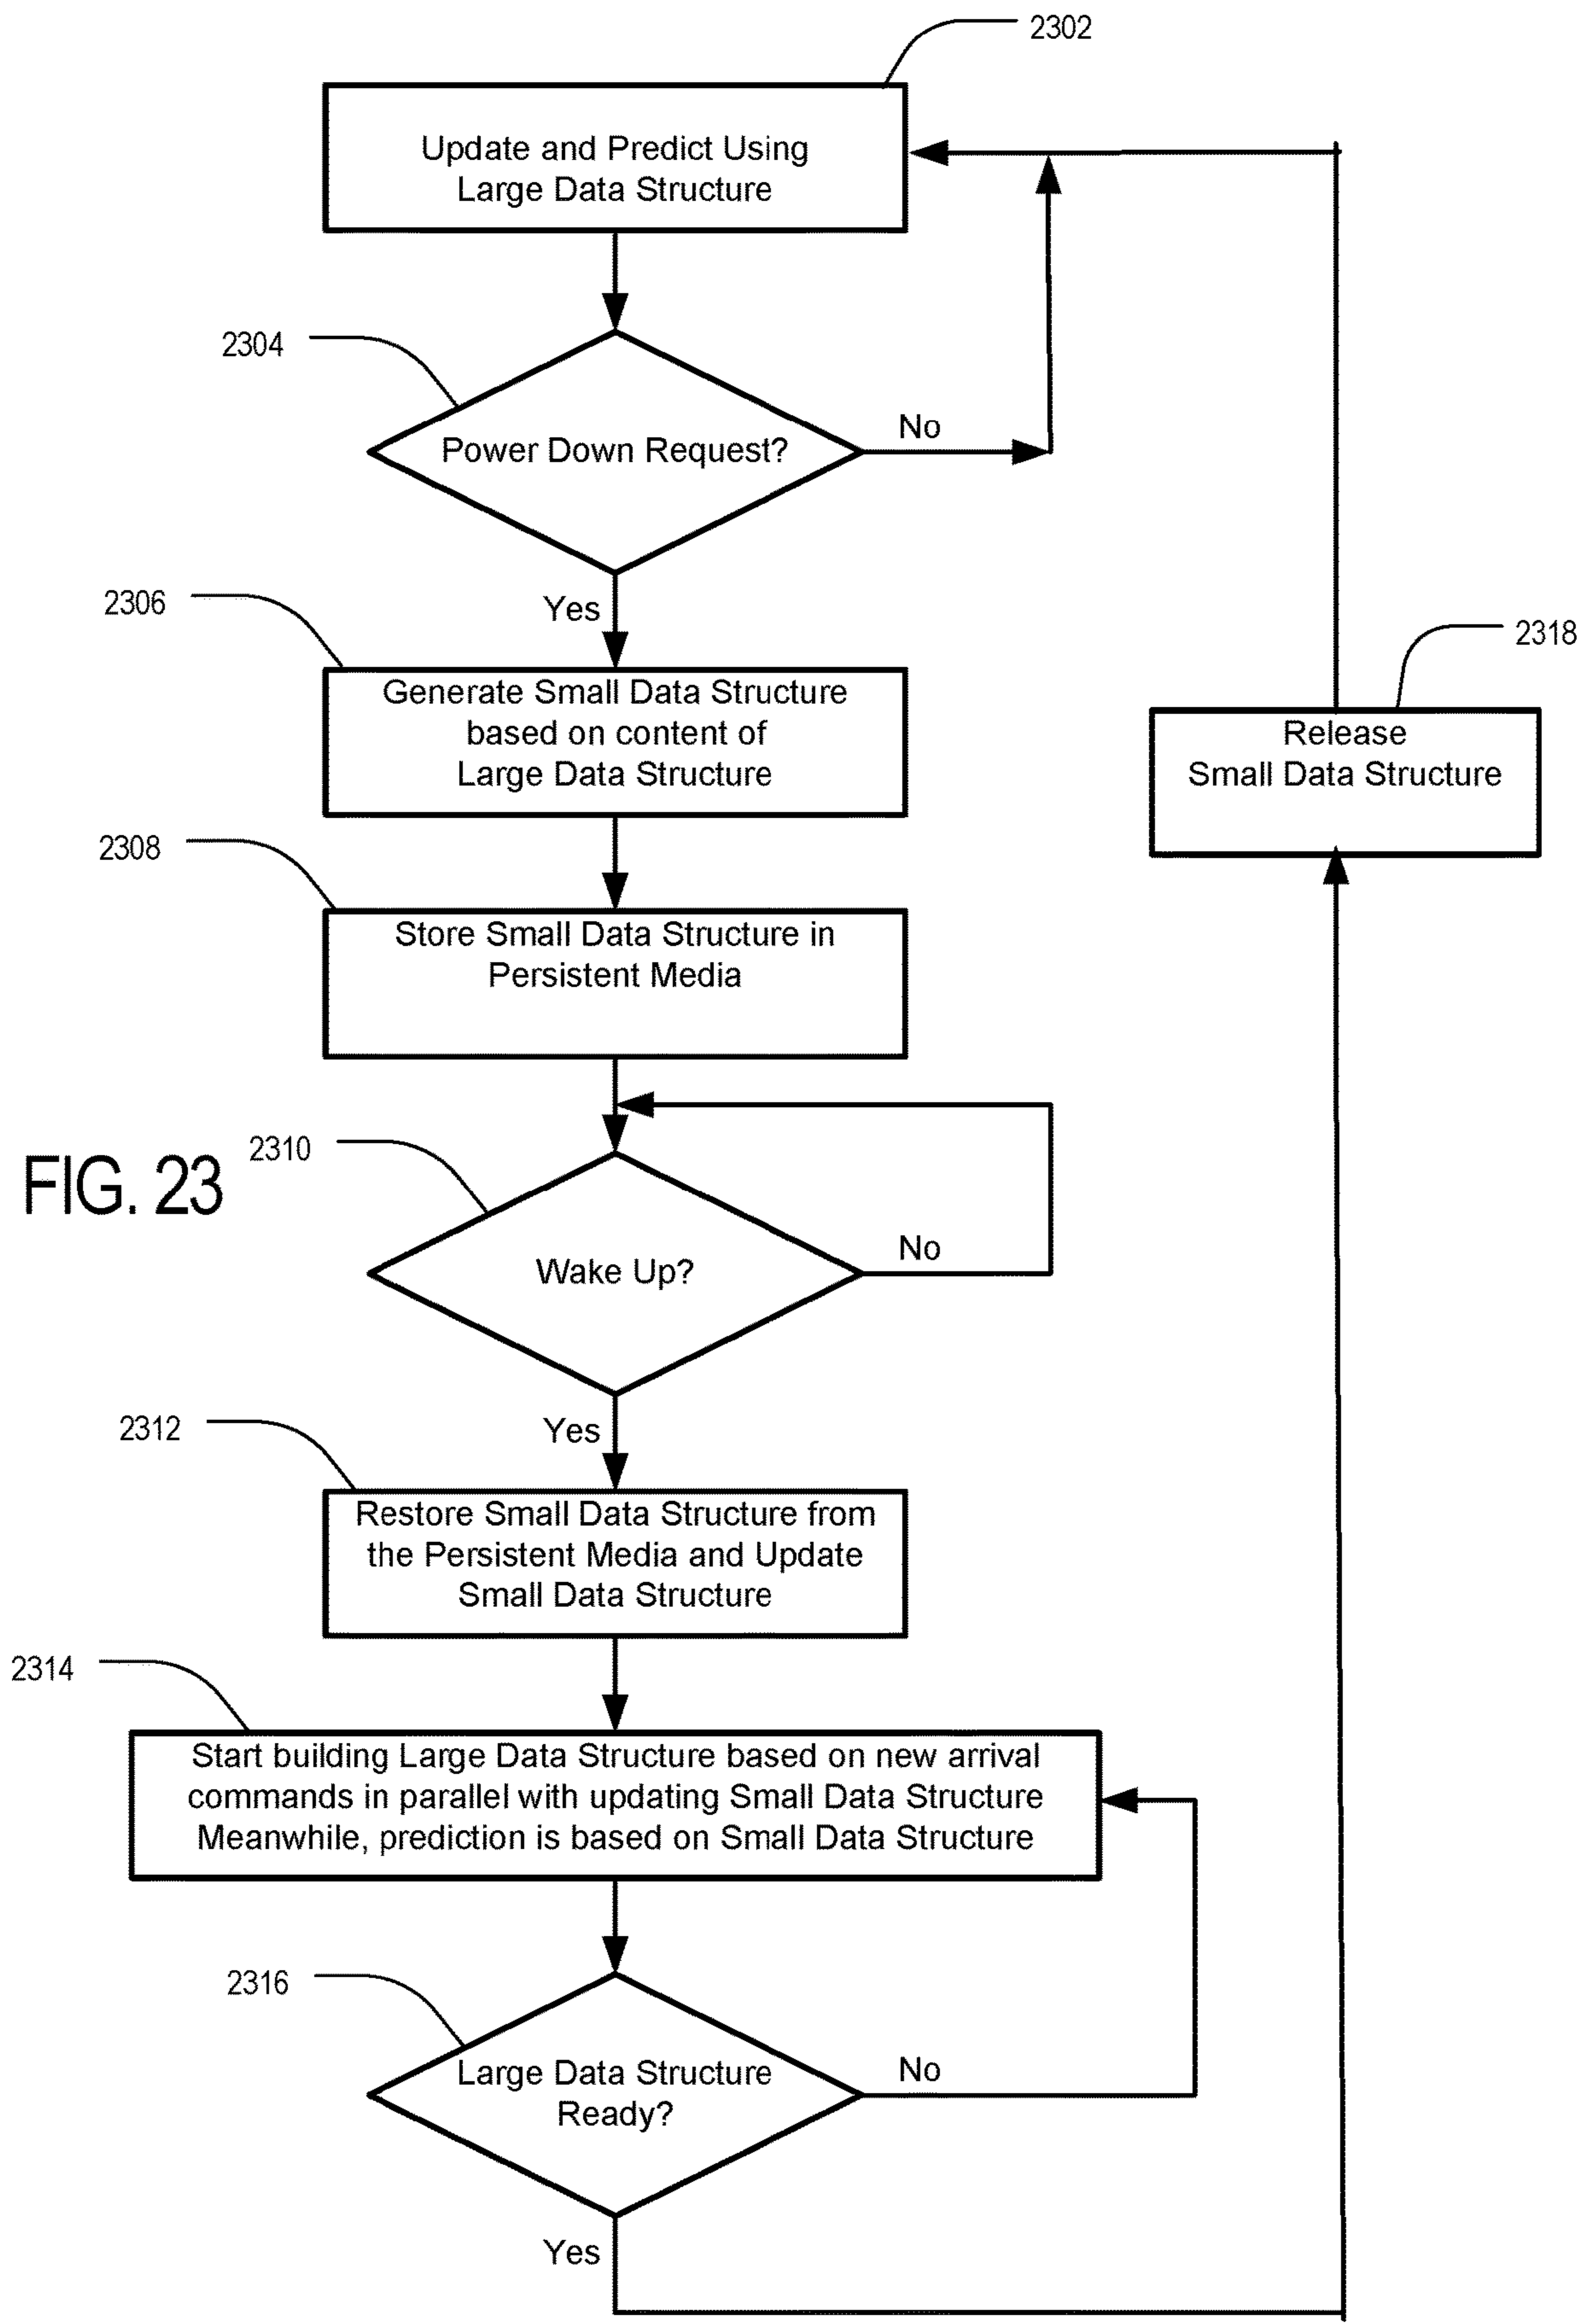 2302
Update and Predict Using
Large Data Structure
2304
Power Down Request?
No
Yes
2306
Generate Small Data Structure
based on content of
Large Data Structure
2318
Release
Small Data Structure
2308
Store Small Data Structure in
Persistent Media
FIG. 23
2310
Wake Up?
No
Yes
2312
Restore Small Data Structure from
the Persistent Media and Update
Small Data Structure
2314
Start building Large Data Structure based on new arrival
commands in parallel with updating Small Data Structure
Meanwhile, prediction is based on Small Data Structure
2316
Large Data Structure
Ready?
No
Yes